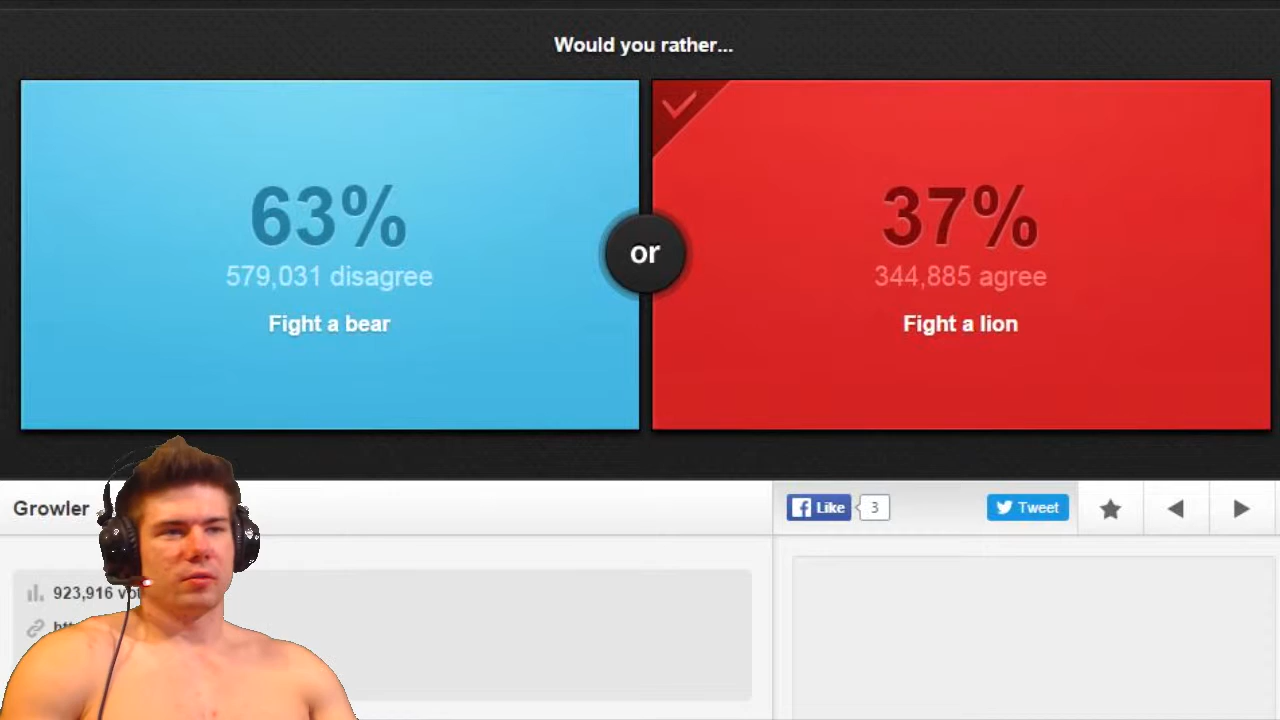 Would you rather...
63%
579,031 disagree
Fight a bear
or
37%
344,885 agree
Fight a lion
Growler
Like
3
Tweet
923,916